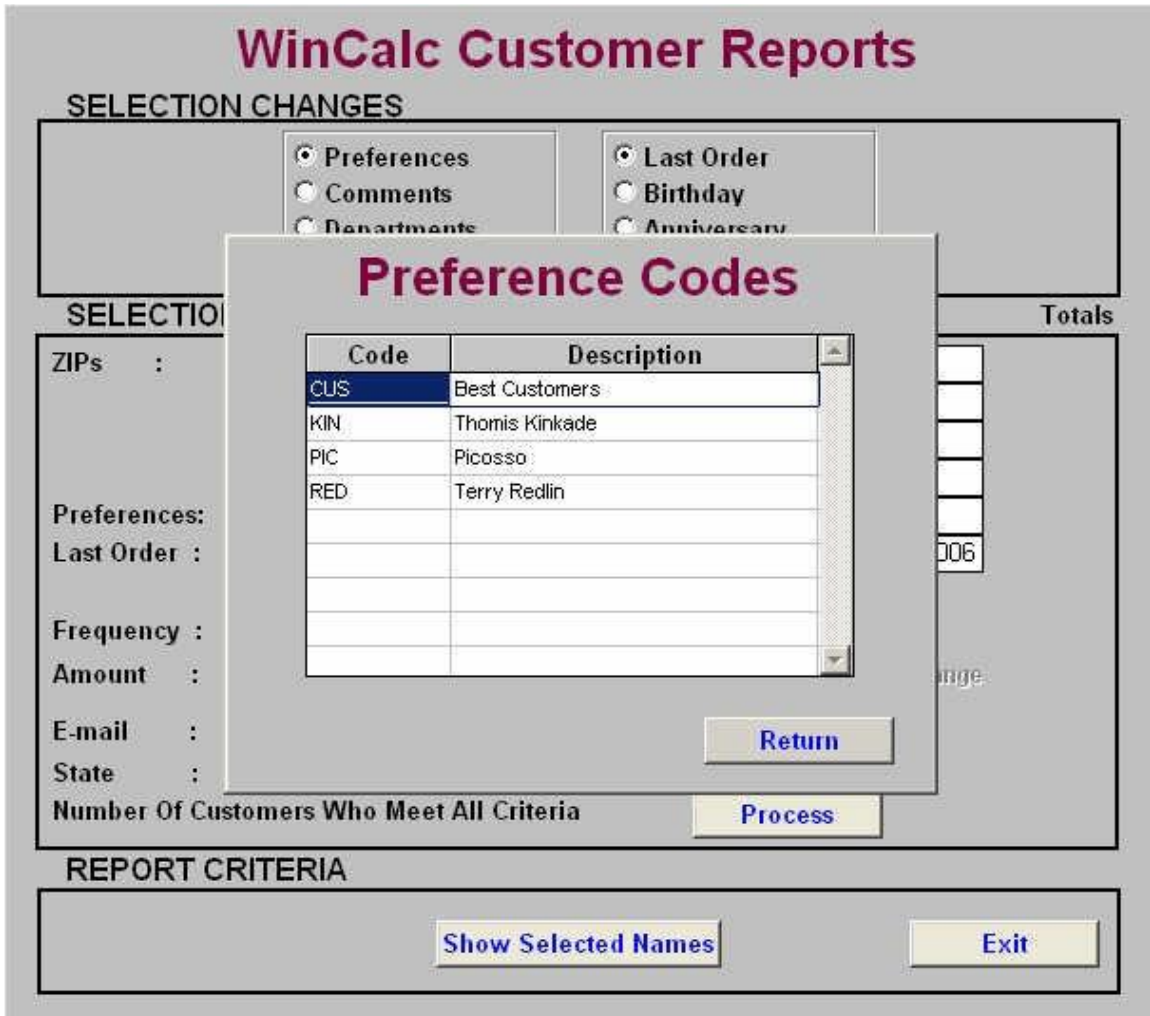 WinCalc Customer Reports
SELECTION CHANGES
Preferences Last Order
Comments Birthday
Departments Anniversary
Preference Codes
Totals
ZIPs :
Code Description
CUS Best Customers
KIN Thomis Kinkade
PIC Picosso
RED Terry Redlin
Preferences:
Last Order :
Frequency :
Amount :
Return
E-mail :
State :
Number Of Customers Who Meet All Criteria Process
REPORT CRITERIA
Show Selected Names Exit